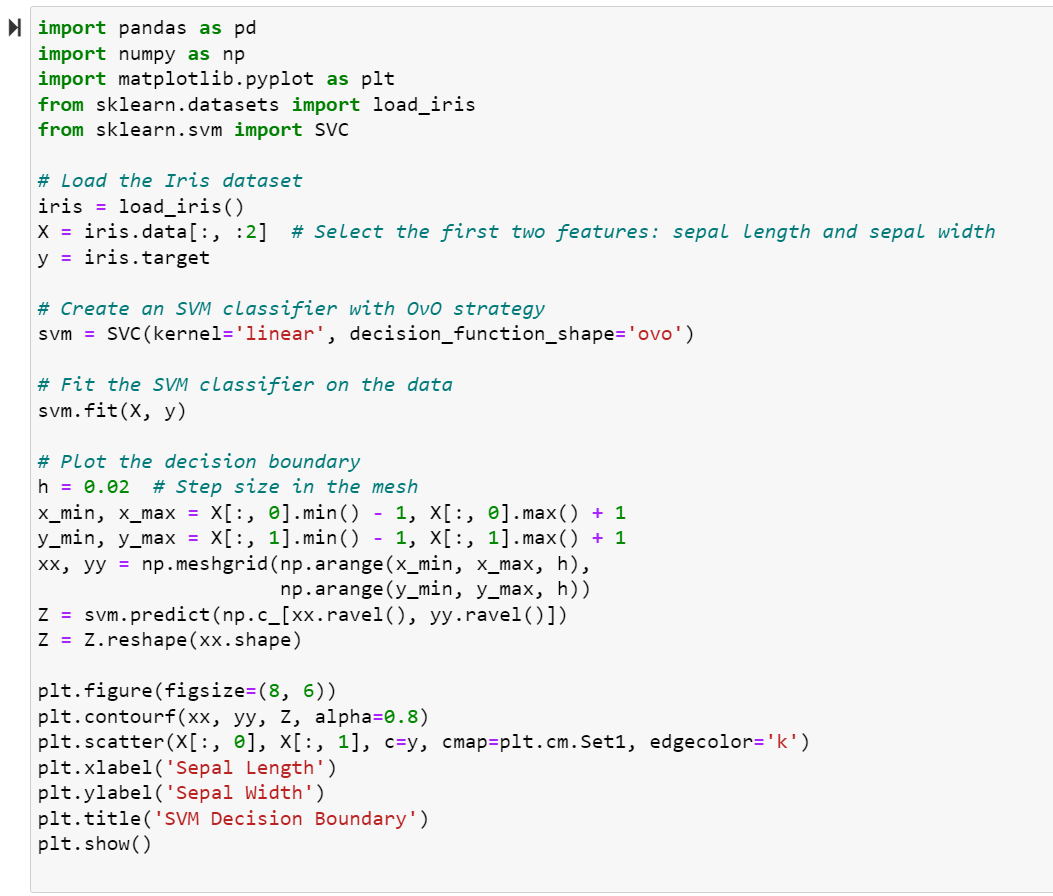 import pandas as pd
import numpy as np
import matplotlib.pyplot as plt
from sklearn.datasets import load_iris
from sklearn.svm import SVC

# Load the Iris dataset
iris = load_iris()
X = iris.data[:, :2]  # Select the first two features: sepal length and sepal width
y = iris.target

# Create an SVM classifier with OvO strategy
svm = SVC(kernel='linear', decision_function_shape='ovo')

# Fit the SVM classifier on the data
svm.fit(X, y)

# Plot the decision boundary
h = 0.02  # Step size in the mesh
x_min, x_max = X[:, 0].min() - 1, X[:, 0].max() + 1
y_min, y_max = X[:, 1].min() - 1, X[:, 1].max() + 1
xx, yy = np.meshgrid(np.arange(x_min, x_max, h),
                     np.arange(y_min, y_max, h))
Z = svm.predict(np.c_[xx.ravel(), yy.ravel()])
Z = Z.reshape(xx.shape)

plt.figure(figsize=(8, 6))
plt.contourf(xx, yy, Z, alpha=0.8)
plt.scatter(X[:, 0], X[:, 1], c=y, cmap=plt.cm.Set1, edgecolor='k')
plt.xlabel('Sepal Length')
plt.ylabel('Sepal Width')
plt.title('SVM Decision Boundary')
plt.show()